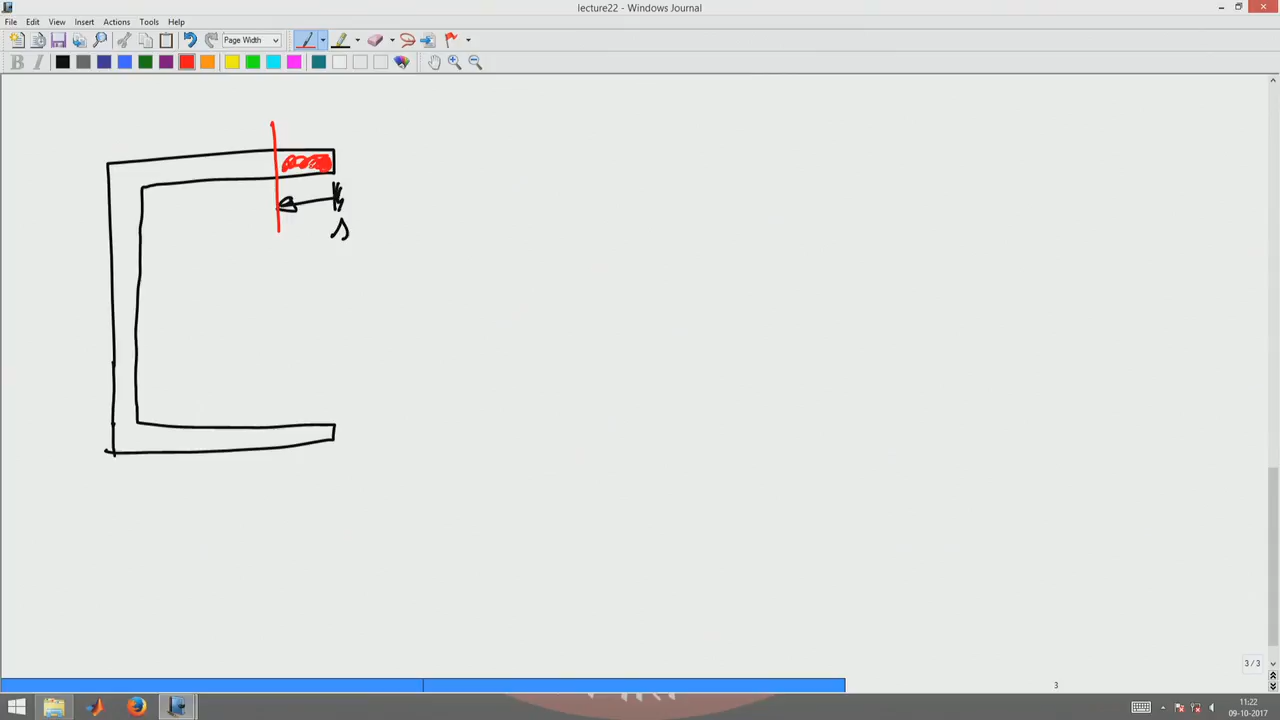 lecture22 - Windows Journal
File Edit View Insert Actions Tools Help
Page Width
B I
s
3 / 3
3
11:22
09-10-2017